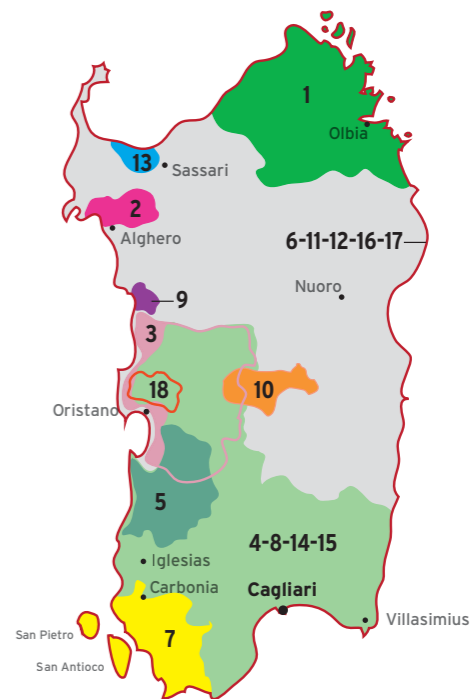 1
Olbia
13
Sassari
2
Alghero
6-11-12-16-17
Nuoro
9
3
18
10
Oristano
5
4-8-14-15
Iglesias
Carbonia
Cagliari
Villasimius
San Pietro
7
San Antioco